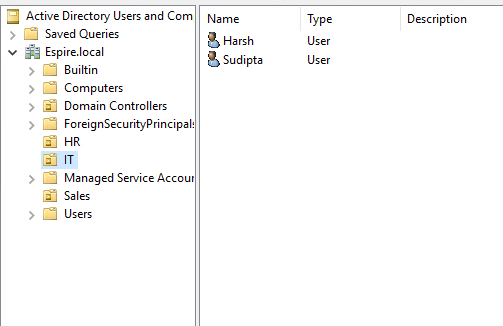 Active Directory Users and Com
Saved Queries
Espire.local
Builtin
Computers
Domain Controllers
ForeignSecurityPrincipals
HR
IT
Managed Service Accour
Sales
Users
Name Type Description
Harsh User
Sudipta User